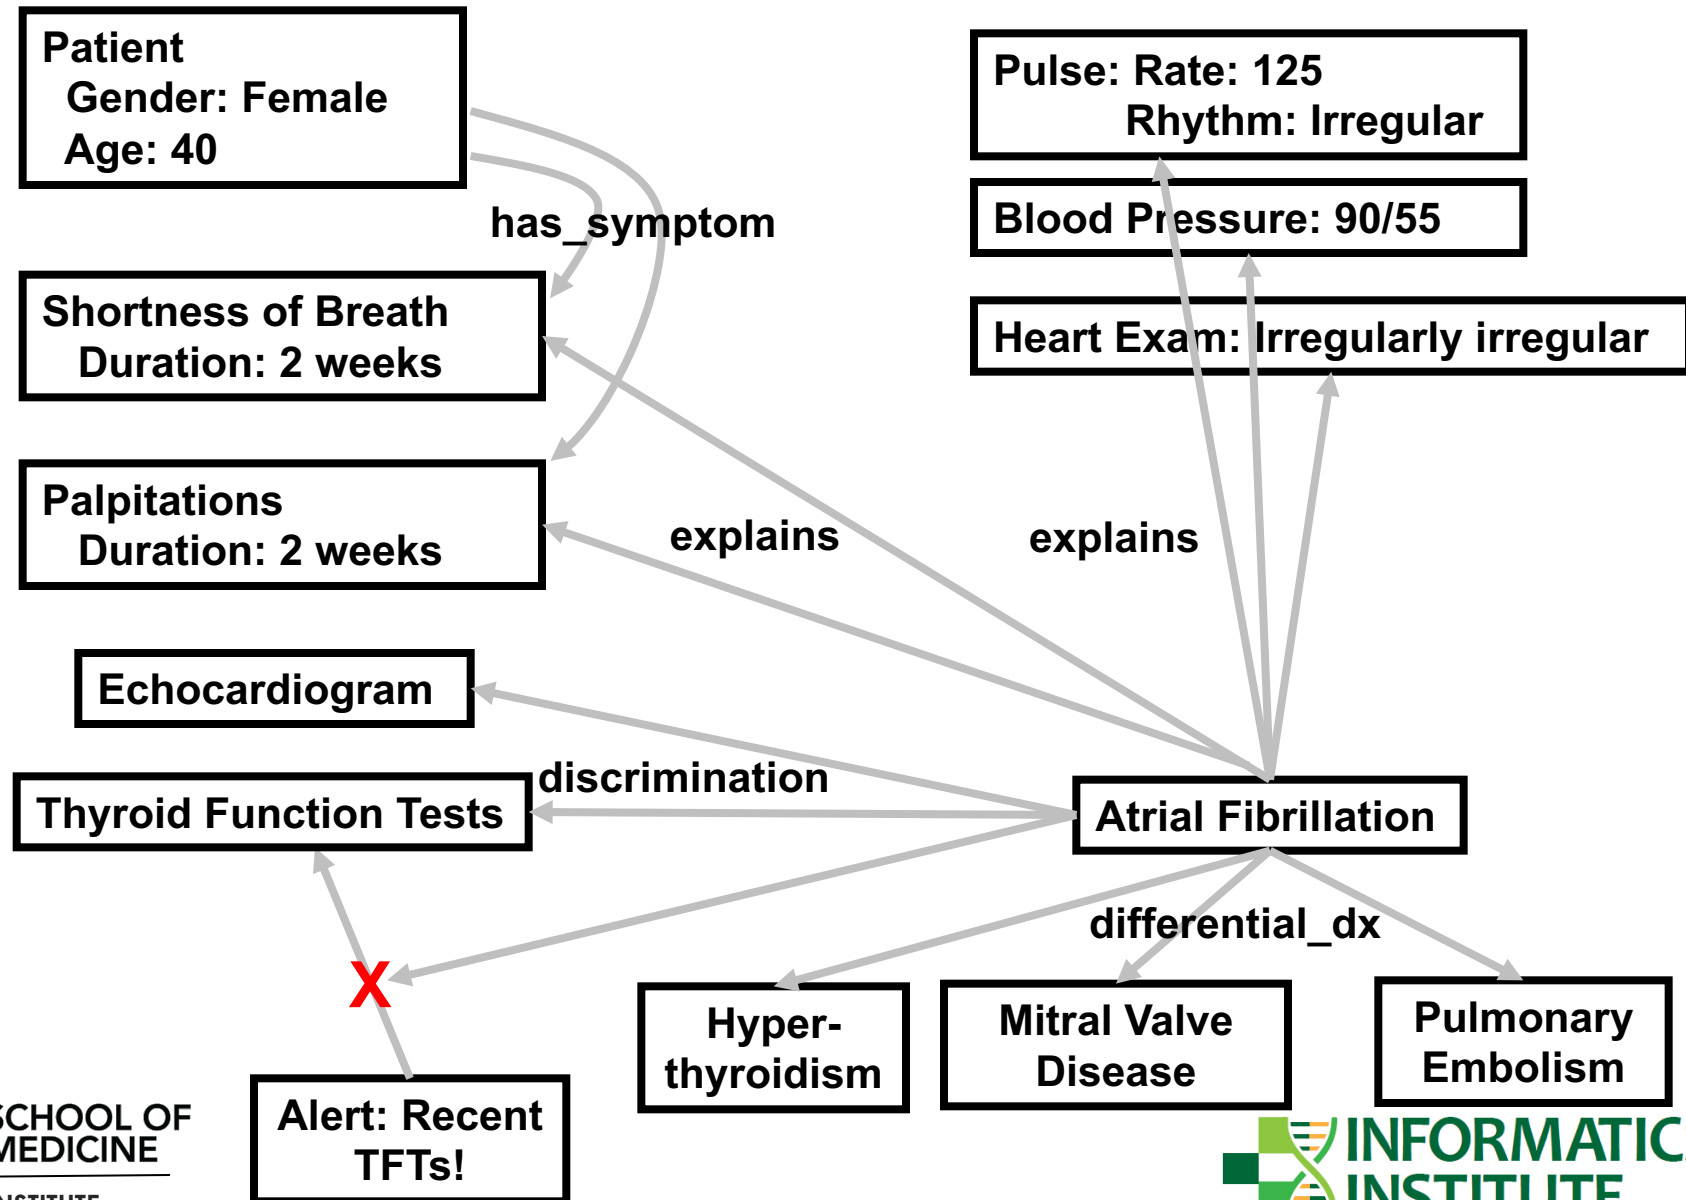 Patient
Gender: Female
Age: 40
Pulse: Rate: 125
Rhythm: Irregular
Blood Pressure: 90/55
has_symptom
Shortness of Breath
Duration: 2 weeks
Heart Exam: Irregularly irregular
Palpitations
Duration: 2 weeks
explains
explains
Echocardiogram
discrimination
Thyroid Function Tests
Atrial Fibrillation
differential_dx
X
Hyper-
thyroidism
Mitral Valve
Disease
Pulmonary
Embolism
Alert: Recent
TFTs!
SCHOOL OF
MEDICINE
INSTITUTE
INFORMATIC
INSTITUTE